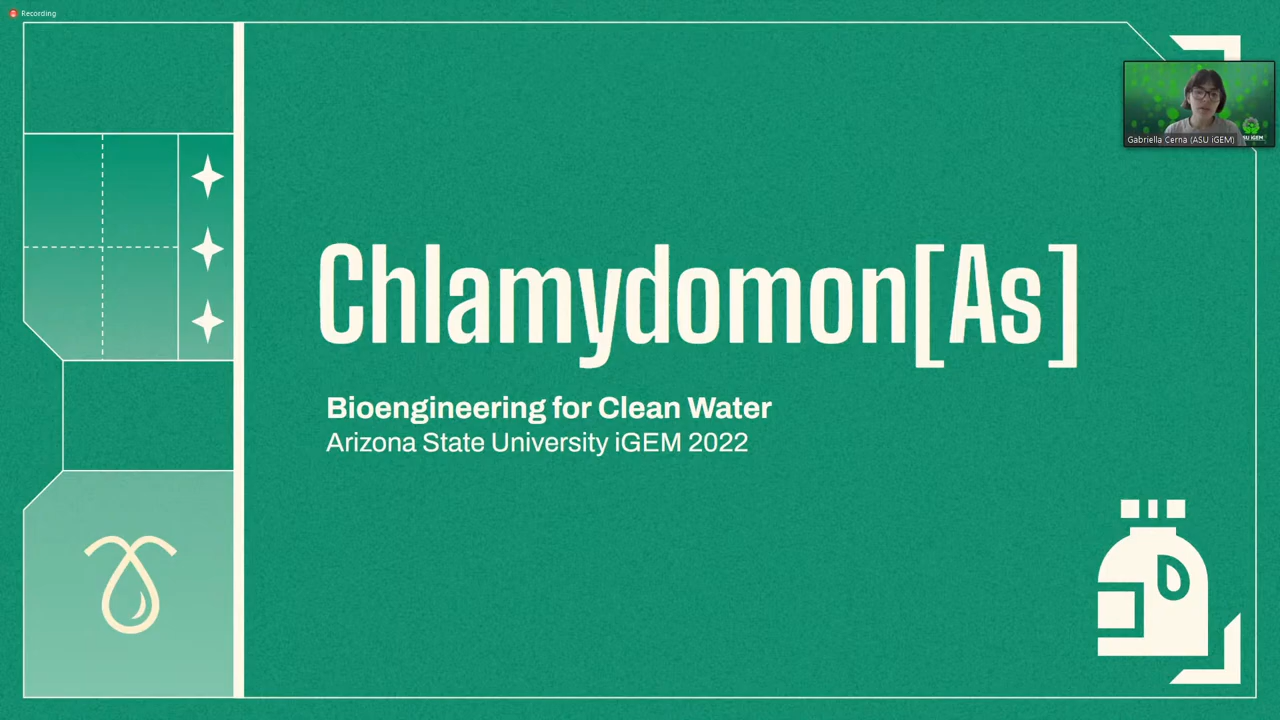 Recording
Gabriella Cerna (ASU iGEM)
Chlamydomon[As]
Bioengineering for Clean Water
Arizona State University iGEM 2022